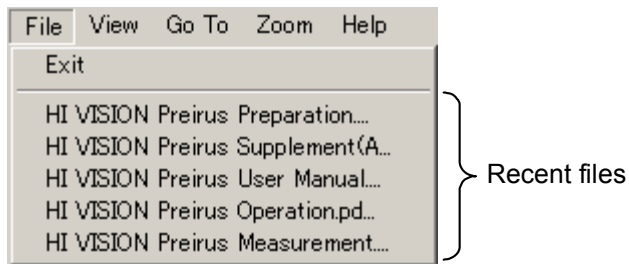 File View Go To Zoom Help
Exit
HI VISION Preirus Preparation....
HI VISION Preirus Supplement(A...
HI VISION Preirus User Manual....
HI VISION Preirus Operation.pd...
HI VISION Preirus Measurement....
Recent files